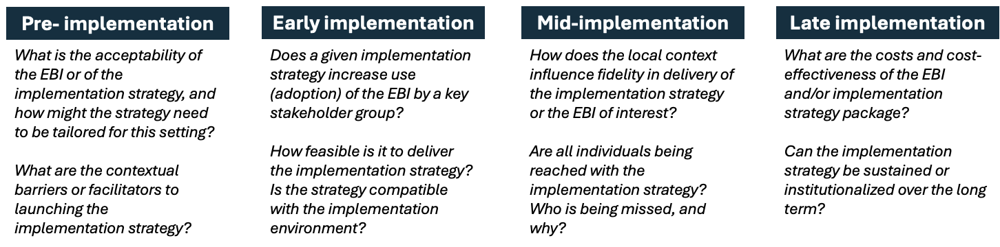 Pre- implementation
What is the acceptability of
the EBI or of the
implementation strategy, and
how might the strategy need
to be tailored for this setting?
What are the contextual
barriers or facilitators to
launching the
implementation strategy?
Early implementation
Does a given implementation
strategy increase use
(adoption) of the EBI by a key
stakeholder group?
How feasible is it to deliver
the implementation strategy?
Is the strategy compatible
with the implementation
environment?
Mid-implementation
How does the local context
influence fidelity in delivery of
the implementation strategy
or the EBI of interest?
Are all individuals being
reached with the
implementation strategy?
Who is being missed, and
why?
Late implementation
What are the costs and cost-
effectiveness of the EBI
and/or implementation
strategy package?
Can the implementation
strategy be sustained or
institutionalized over the long
term?